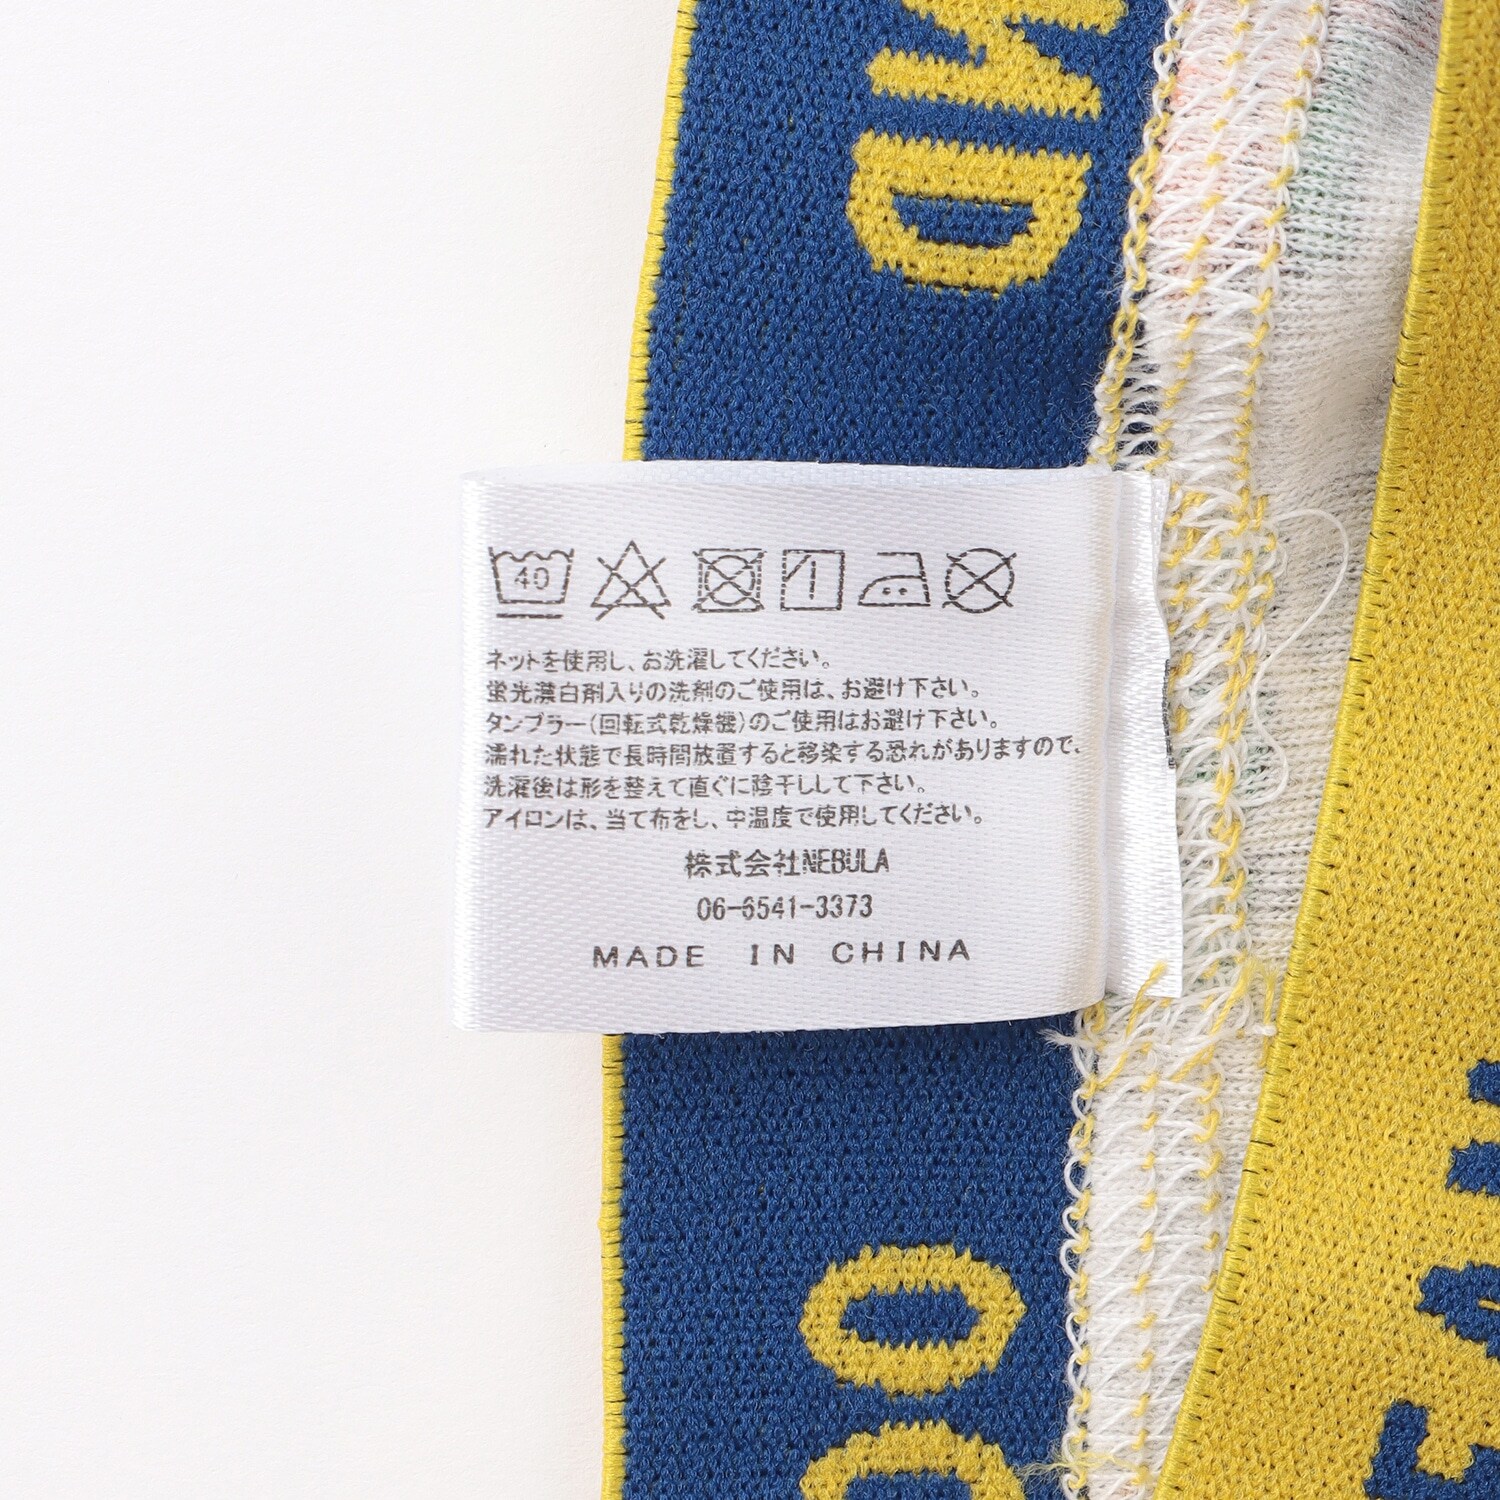 40
ネットを使用し、お洗濯してください。
蛍光漂白剤入りの洗剤のご使用は、お避け下さい。
タンブラー(回転式乾燥機)のご使用はお避け下さい。
濡れた状態で長時間放置すると移染する恐れがありますので、
洗濯後は形を整えて直ぐに陰干しして下さい。
アイロンは、当て布をし、中温度で使用してください。
株式会社NEBULA
06-6541-3373
MADE IN CHINA